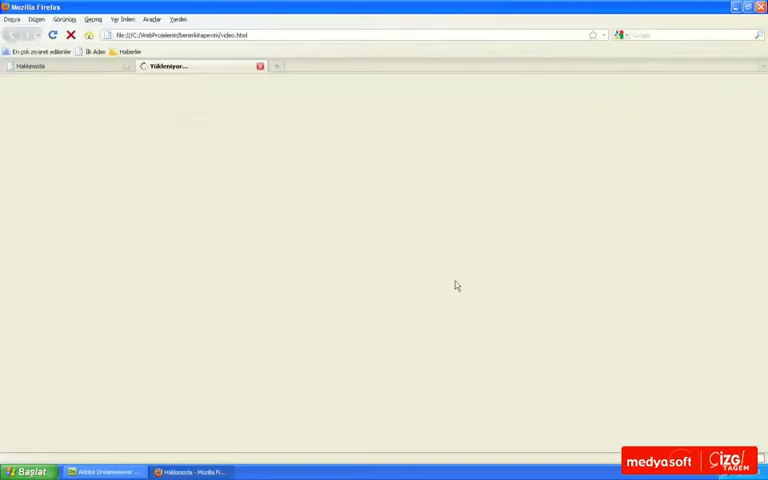 Mozilla Firefox
Dosya Düzen Görünüm Geçmiş Yer İmleri Araçlar Yardım
file:///C:/WebProjelerim/benimkitapevim/video.html
Google
En çok ziyaret edilenler İlk Adım Haberler
Hakkımızda Yükleniyor...
Başlat Adobe Dreamweaver ... Hakkımızda - Mozilla Fi...
medyasoft ÇİZGİ TAGEM